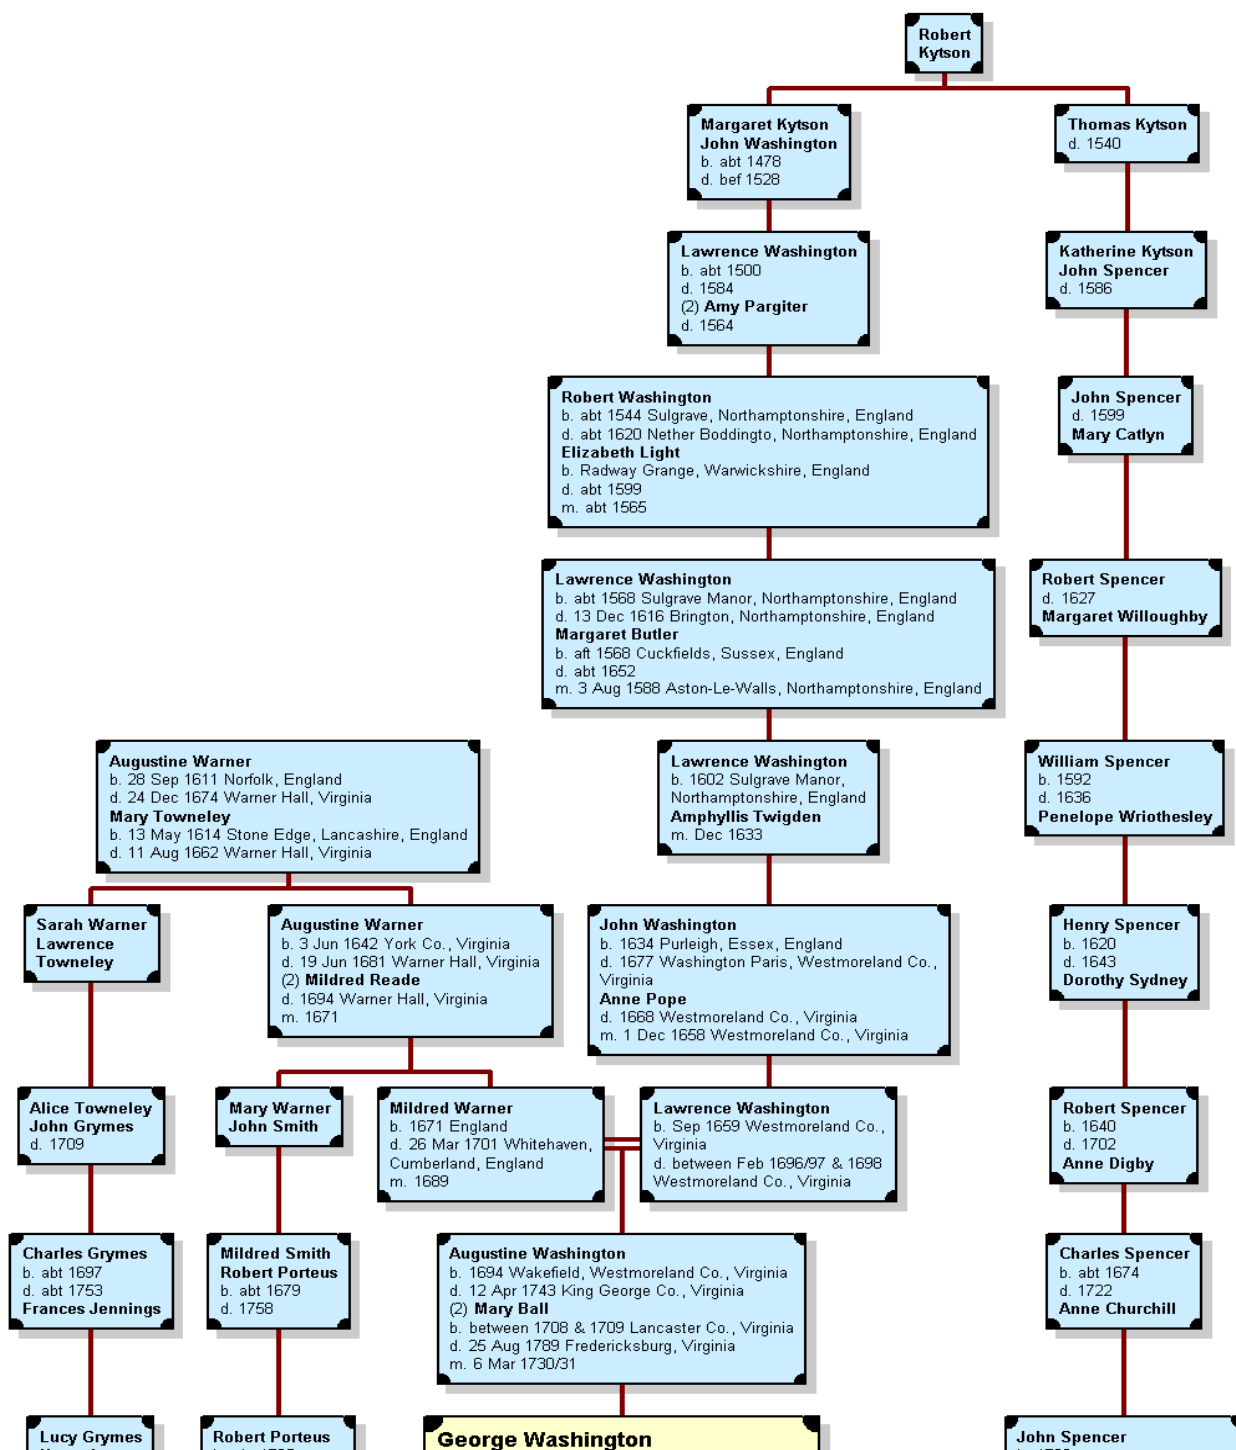 Robert
Kytson
Margaret Kytson
John Washington
b. abt 1478
d. bef 1528
Thomas Kytson
d. 1540
Lawrence Washington
b. abt 1500
d. 1584
(2) Amy Pargiter
d. 1564
Katherine Kytson
John Spencer
d. 1586
Robert Washington
b. abt 1544 Sulgrave, Northamptonshire, England
d. abt 1620 Nether Boddingto, Northamptonshire, England
Elizabeth Light
b. Radway Grange, Warwickshire, England
d. abt 1599
m. abt 1565
John Spencer
d. 1599
Mary Catlyn
Lawrence Washington
b. abt 1568 Sulgrave Manor, Northamptonshire, England
d. 13 Dec 1616 Brington, Northamptonshire, England
Margaret Butler
b. aft 1568 Cuckfields, Sussex, England
d. abt 1652
m. 3 Aug 1588 Aston-Le-Walls, Northamptonshire, England
Robert Spencer
d. 1627
Margaret Willoughby
Augustine Warner
b. 28 Sep 1611 Norfolk, England
d. 24 Dec 1674 Warner Hall, Virginia
Mary Towneley
b. 13 May 1614 Stone Edge, Lancashire, England
d. 11 Aug 1662 Warner Hall, Virginia
Lawrence Washington
b. 1602 Sulgrave Manor,
Northamptonshire, England
Amphyllis Twigden
m. Dec 1633
William Spencer
b. 1592
d. 1636
Penelope Wriothesley
Sarah Warner
Lawrence
Towneley
Augustine Warner
b. 3 Jun 1642 York Co., Virginia
d. 19 Jun 1681 Warner Hall, Virginia
(2) Mildred Reade
d. 1694 Warner Hall, Virginia
m. 1671
John Washington
b. 1634 Purleigh, Essex, England
d. 1677 Washington Paris, Westmoreland Co.,
Virginia
Anne Pope
d. 1668 Westmoreland Co., Virginia
m. 1 Dec 1658 Westmoreland Co., Virginia
Henry Spencer
b. 1620
d. 1643
Dorothy Sydney
Alice Towneley
John Grymes
d. 1709
Mary Warner
John Smith
Mildred Warner
b. 1671 England
d. 26 Mar 1701 Whitehaven,
Cumberland, England
m. 1689
Lawrence Washington
b. Sep 1659 Westmoreland Co.,
Virginia
d. between Feb 1696/97 & 1698
Westmoreland Co., Virginia
Robert Spencer
b. 1640
d. 1702
Anne Digby
Charles Grymes
b. abt 1697
d. abt 1753
Frances Jennings
Mildred Smith
Robert Porteus
b. abt 1679
d. 1758
Augustine Washington
b. 1694 Wakefield, Westmoreland Co., Virginia
d. 12 Apr 1743 King George Co., Virginia
(2) Mary Ball
b. between 1708 & 1709 Lancaster Co., Virginia
d. 25 Aug 1789 Fredericksburg, Virginia
m. 6 Mar 1730/31
Charles Spencer
b. abt 1674
d. 1722
Anne Churchill
Lucy Grymes
Robert Porteus
George Washington
John Spencer